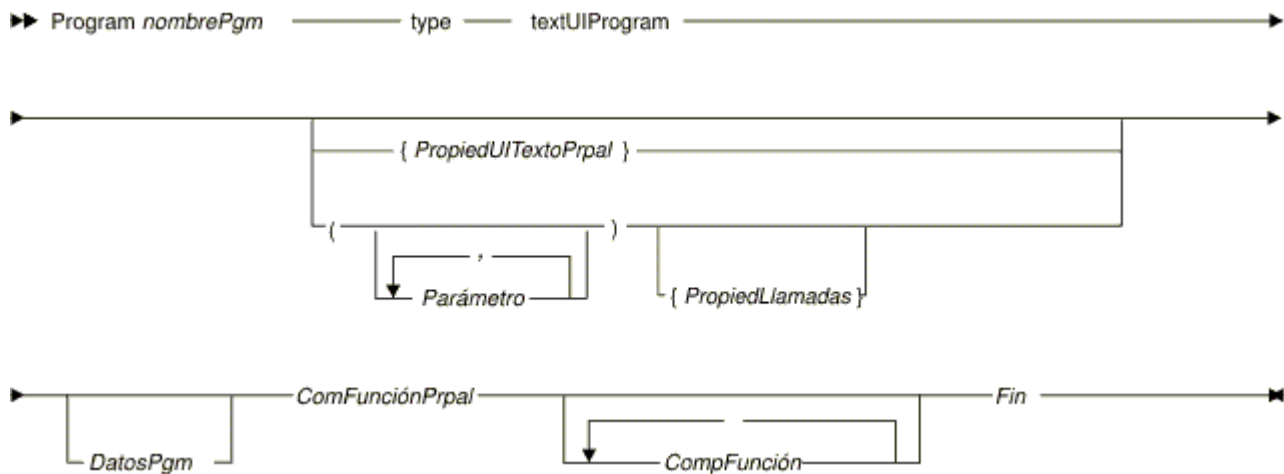 Program nombrePgm type textUIProgram
{ PropiedUITextoPrpal }
( )
,
Parámetro { PropiedLlamadas }
ComFunciónPrpal Fin
DatosPgm CompFunción